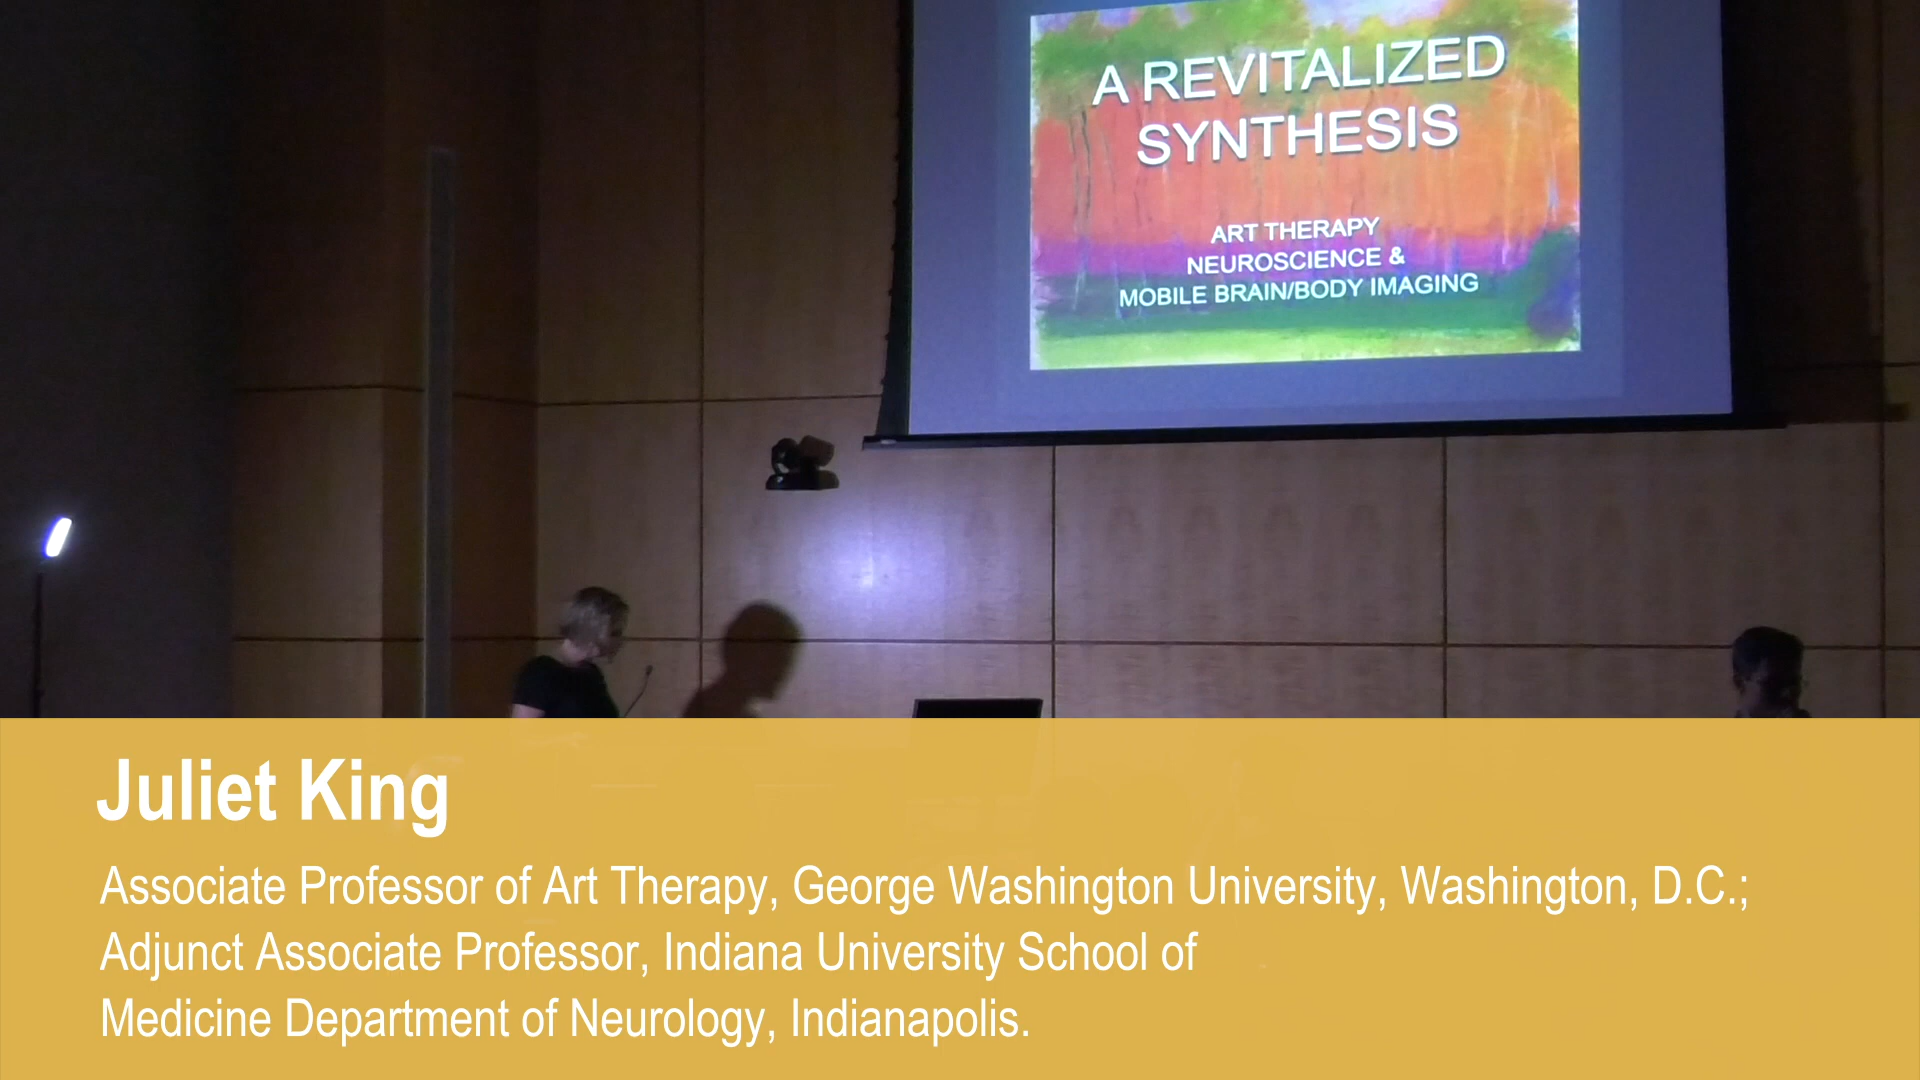 A REVITALIZED
SYNTHESIS
ART THERAPY
NEUROSCIENCE &
MOBILE BRAIN/BODY IMAGING
Juliet King
Associate Professor of Art Therapy, George Washington University, Washington, D.C.;
Adjunct Associate Professor, Indiana University School of
Medicine Department of Neurology, Indianapolis.